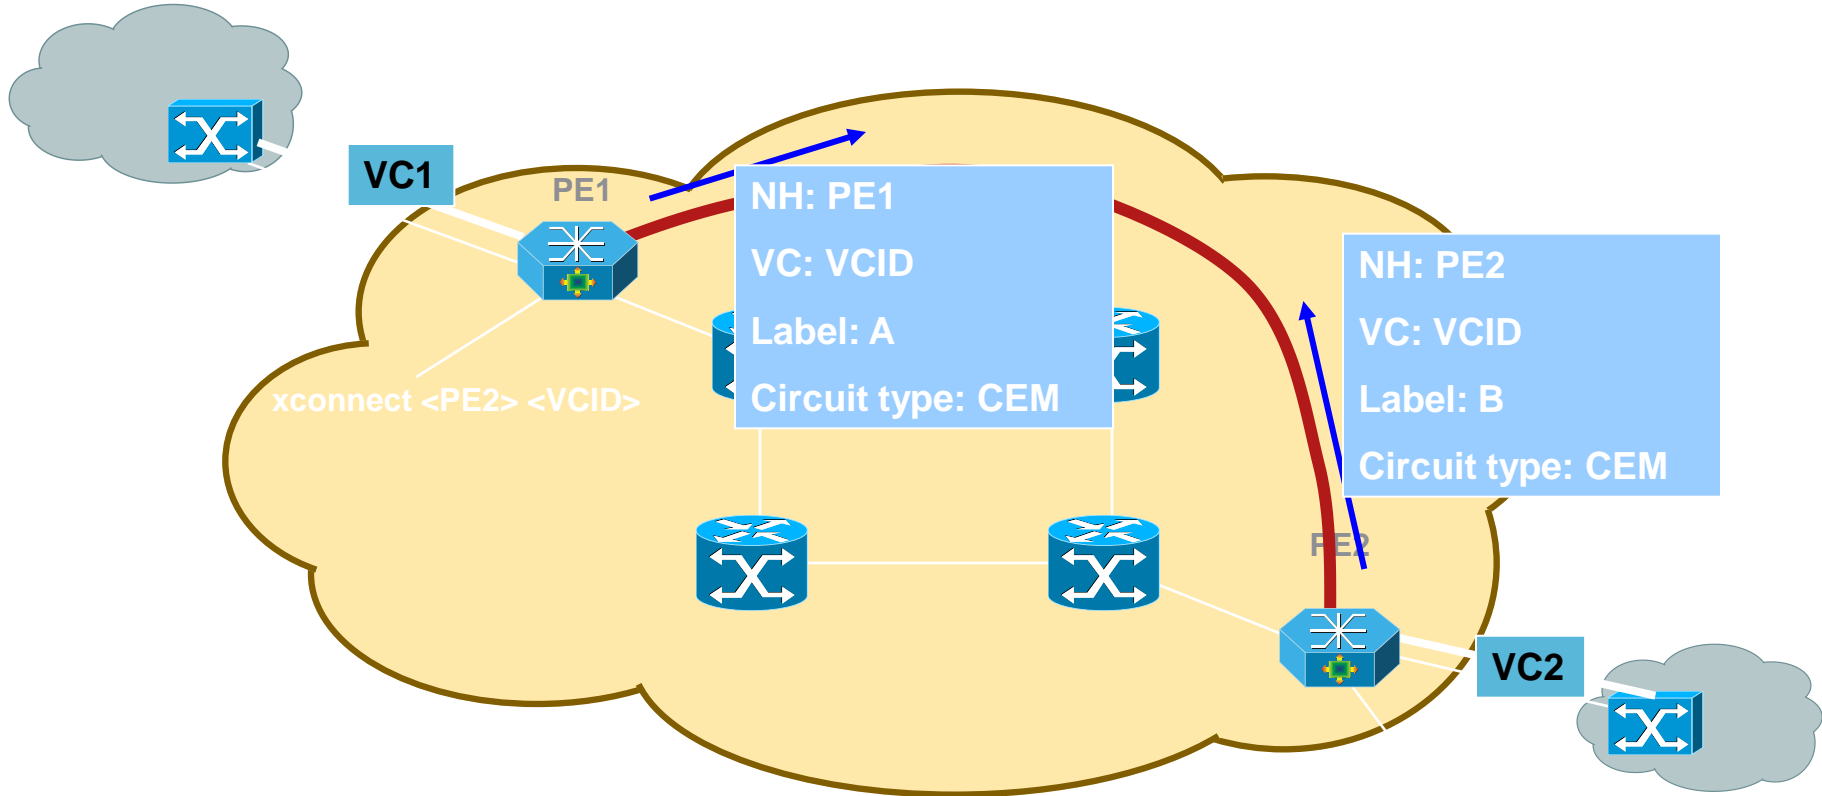 VC1
PE1
NH: PE1
VC: VCID
Label: A
Circuit type: CEM
NH: PE2
VC: VCID
Label: B
Circuit type: CEM
xconnect <PE2> <VCID>
PE2
VC2